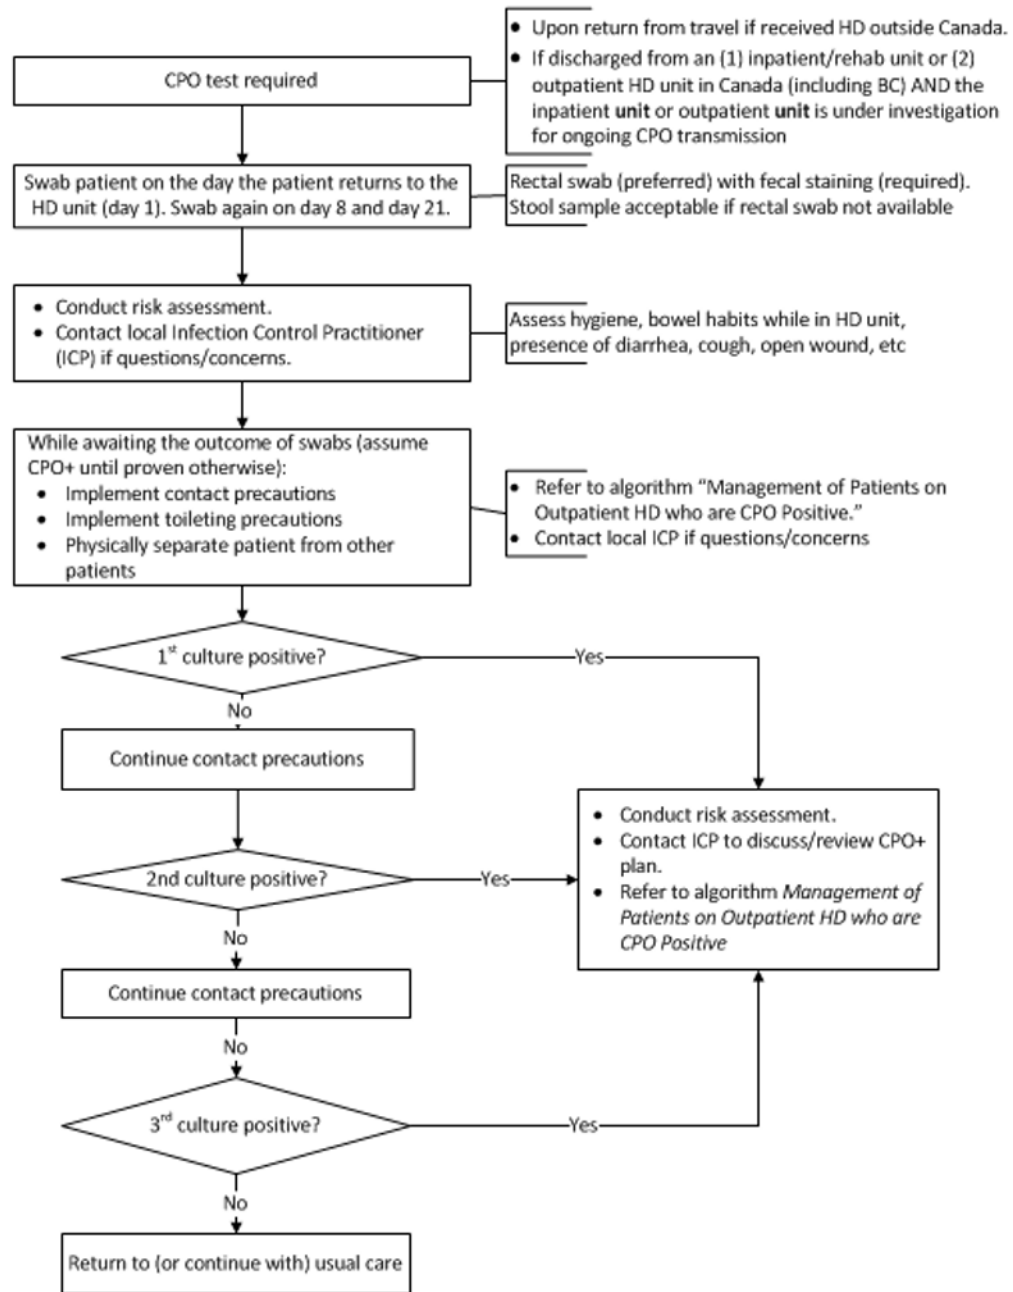 CPO test required
• Upon return from travel if received HD outside Canada.
• If discharged from an (1) inpatient/rehab unit or (2)
outpatient HD unit in Canada (including BC) AND the
inpatient unit or outpatient unit is under investigation
for ongoing CPO transmission
Swab patient on the day the patient returns to the
HD unit (day 1). Swab again on day 8 and day 21.
Rectal swab (preferred) with fecal staining (required).
Stool sample acceptable if rectal swab not available
• Conduct risk assessment.
• Contact local Infection Control Practitioner
(ICP) if questions/concerns.
Assess hygiene, bowel habits while in HD unit,
presence of diarrhea, cough, open wound, etc
While awaiting the outcome of swabs (assume
CPO+ until proven otherwise):
• Implement contact precautions
• Implement toileting precautions
• Physically separate patient from other
patients
• Refer to algorithm “Management of Patients on
Outpatient HD who are CPO Positive.”
• Contact local ICP if questions/concerns
1st culture positive?
Yes
No
Continue contact precautions
2nd culture positive?
Yes
• Conduct risk assessment.
• Contact ICP to discuss/review CPO+
plan.
• Refer to algorithm Management of
Patients on Outpatient HD who are
CPO Positive
No
Continue contact precautions
No
3rd culture positive?
Yes
No
Return to (or continue with) usual care